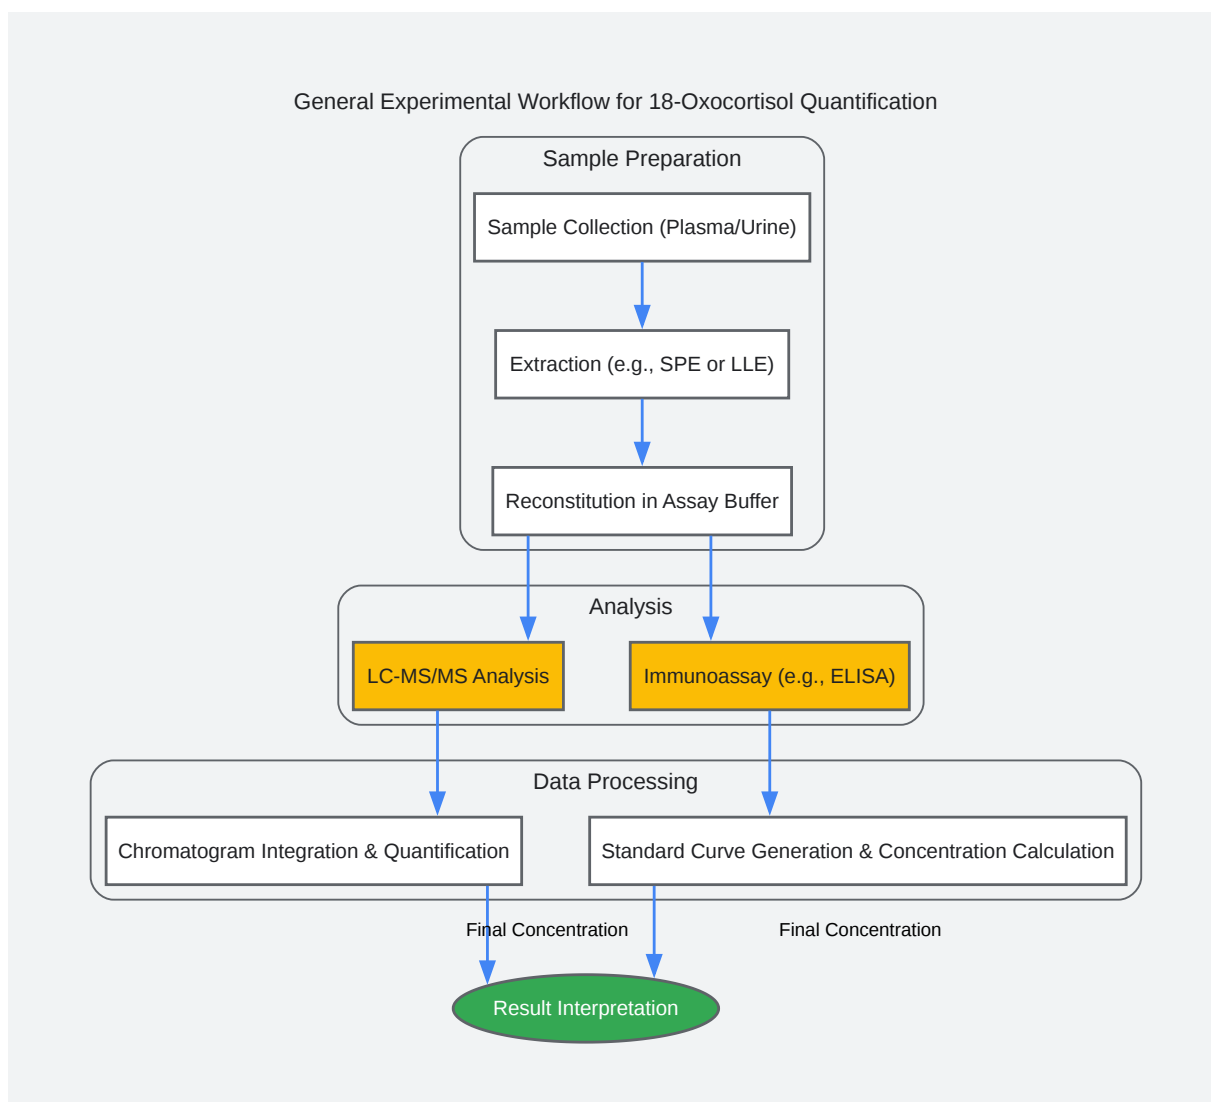 General Experimental Workflow for 18-Oxocortisol Quantification
Sample Preparation
Sample Collection (Plasma/Urine)
Extraction (e.g., SPE or LLE)
Reconstitution in Assay Buffer
Analysis
LC-MS/MS Analysis
Immunoassay (e.g., ELISA)
Data Processing
Chromatogram Integration & Quantification
Standard Curve Generation & Concentration Calculation
Final Concentration
Final Concentration
Result Interpretation